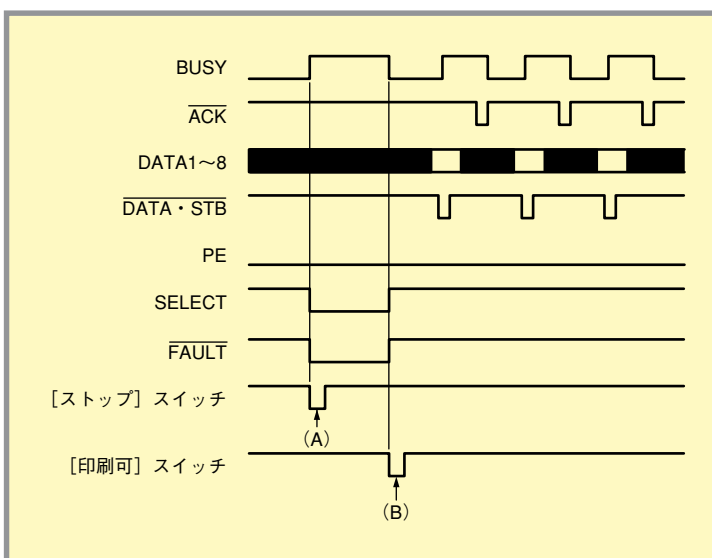 BUSY
ACK
DATA1〜8
DATA・STB
PE
SELECT
FAULT
［ストップ］スイッチ
（A）
［印刷可］スイッチ
（B）